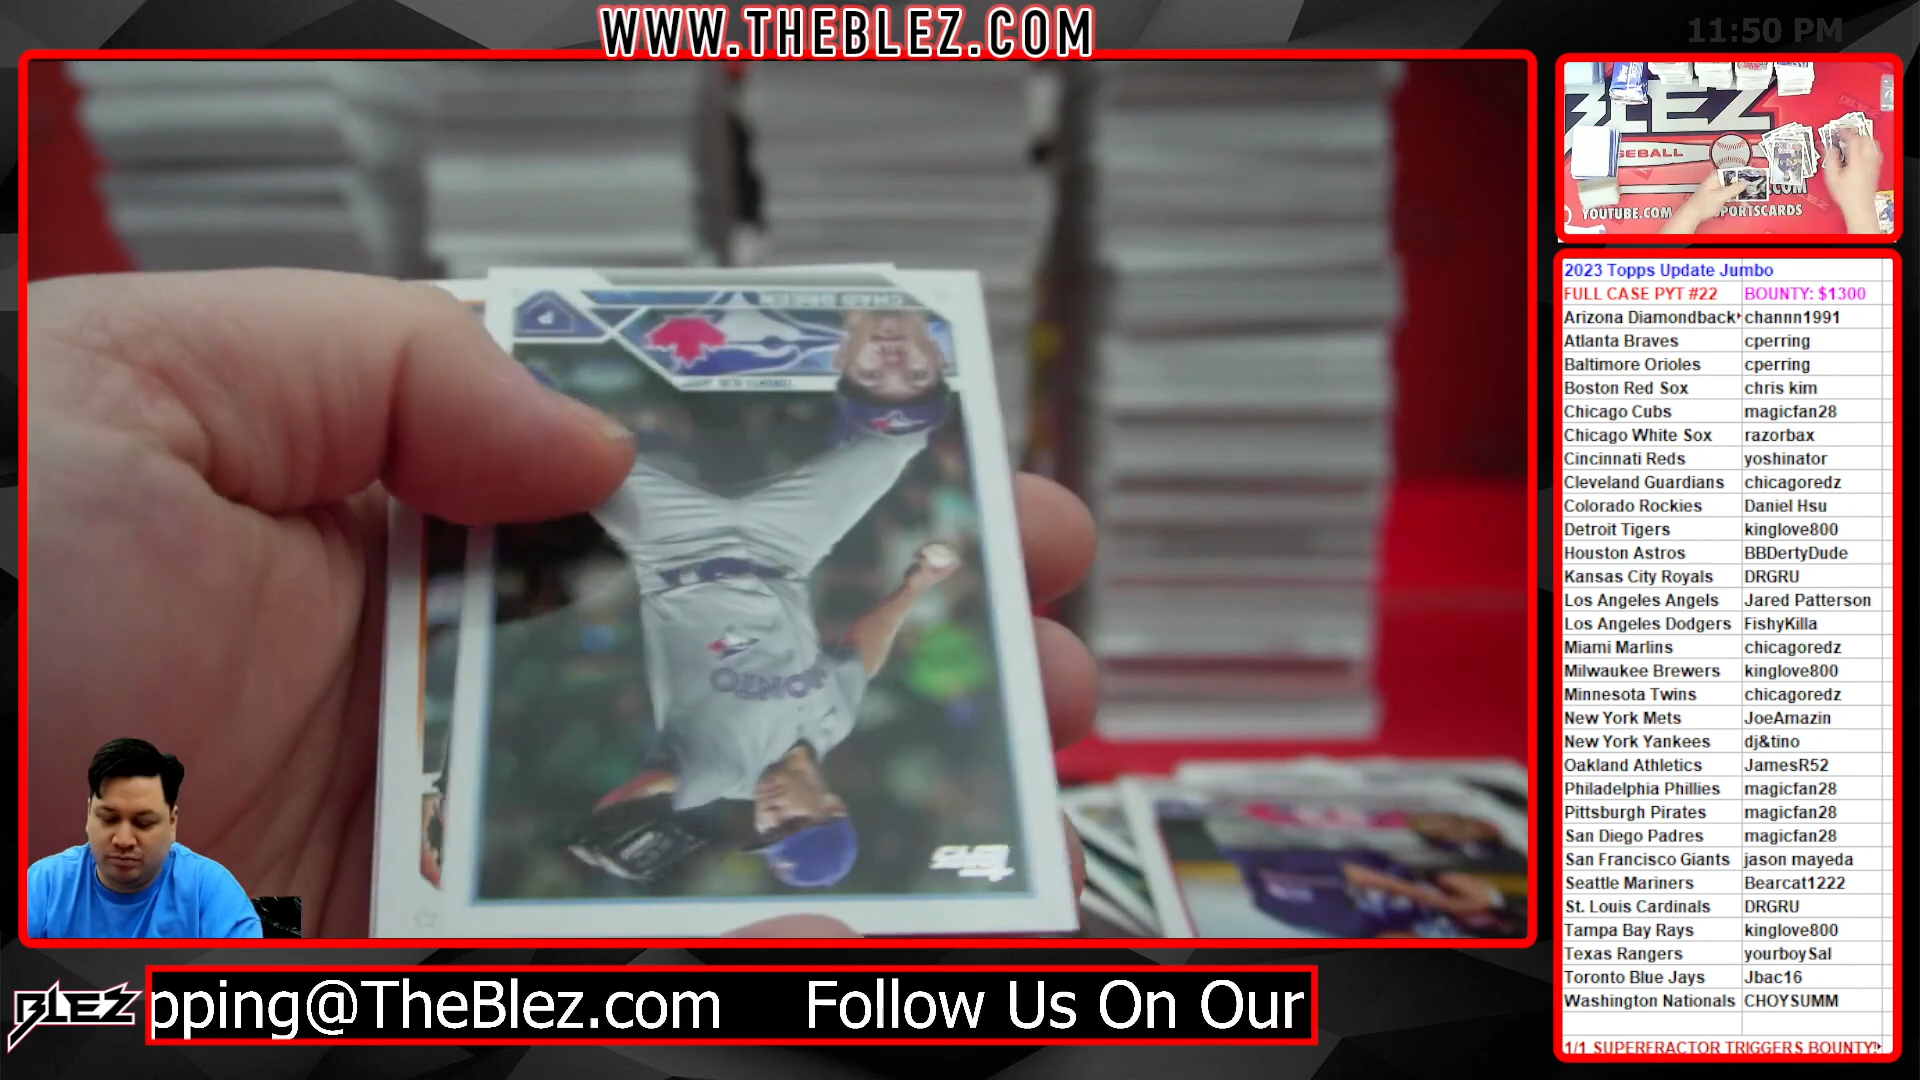 WWW.THEBLEZ.COM
11:50 PM
BLEZ
SEBALL
.COM
YOUTUBE.COM
PORTSCARDS
CHAD GREEN
P
2023 Topps Update Jumbo
FULL CASE PYT #22 BOUNTY: $1300
Arizona Diamondback channn1991
Atlanta Braves cperring
Baltimore Orioles cperring
Boston Red Sox chris kim
Chicago Cubs magicfan28
Chicago White Sox razorbax
Cincinnati Reds yoshinator
Cleveland Guardians chicagoredz
Colorado Rockies Daniel Hsu
Detroit Tigers kinglove800
Houston Astros BBDertyDude
Kansas City Royals DRGRU
Los Angeles Angels Jared Patterson
Los Angeles Dodgers FishyKilla
Miami Marlins chicagoredz
Milwaukee Brewers kinglove800
Minnesota Twins chicagoredz
New York Mets JoeAmazin
New York Yankees dj&tino
Oakland Athletics JamesR52
Philadelphia Phillies magicfan28
Pittsburgh Pirates magicfan28
San Diego Padres magicfan28
San Francisco Giants jason mayeda
Seattle Mariners Bearcat1222
St. Louis Cardinals DRGRU
Tampa Bay Rays kinglove800
Texas Rangers yourboySal
Toronto Blue Jays Jbac16
Washington Nationals CHOYSUMM
1/1 SUPERFRACTOR TRIGGERS BOUNTY!
BLEZ
pping@TheBlez.com Follow Us On Our